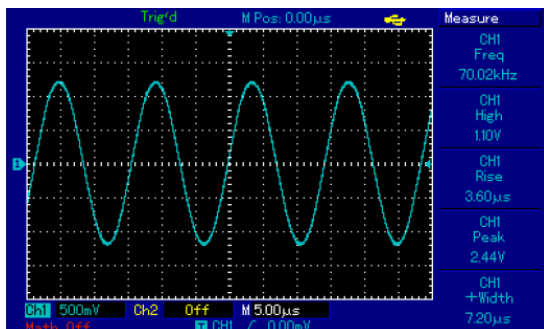 Trig'd M Pos: 0.00μs Measure
CH1
Freq
70.02kHz
CH1
High
1.10V
CH1
Rise
3.60μs
CH1
Peak
2.44V
CH1
+Width
7.20μs
1
Ch1 500mV Ch2 Off M 5.00μs
Math Off T CH1 / 0.00mV